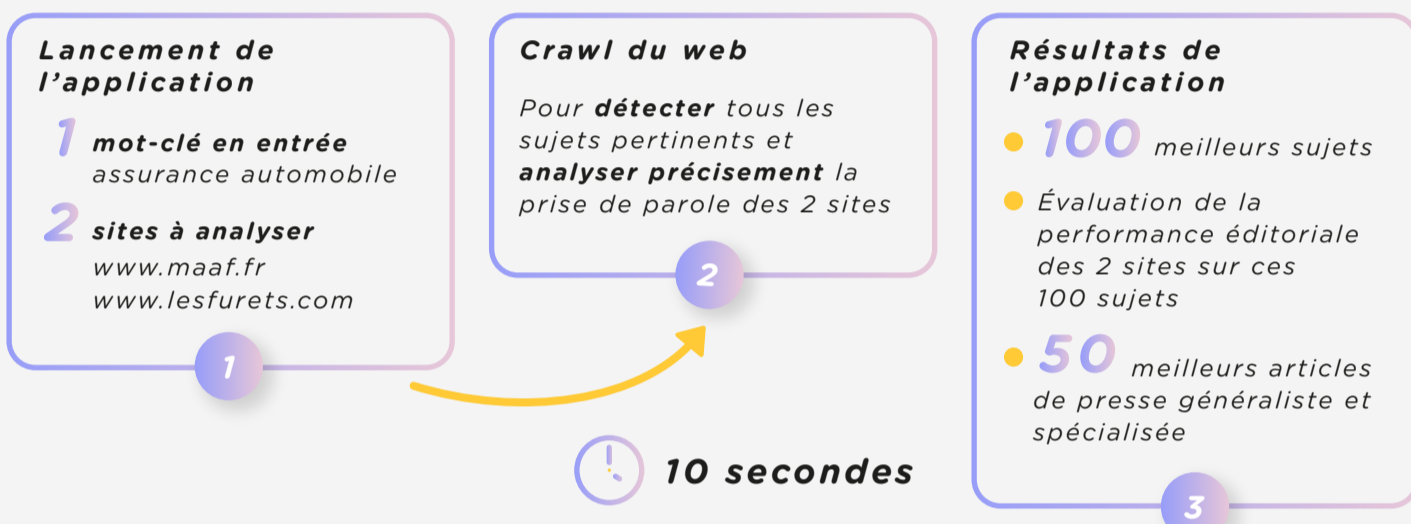 Lancement de
l'application
1 mot-clé en entrée
assurance automobile
2 sites à analyser
www.maaf.fr
www.lesfurets.com
1
Crawl du web
Pour détecter tous les
sujets pertinents et
analyser précisement la
prise de parole des 2 sites
2
10 secondes
Résultats de
l'application
100 meilleurs sujets
Évaluation de la
performance éditoriale
des 2 sites sur ces
100 sujets
50 meilleurs articles
de presse généraliste et
spécialisée
3